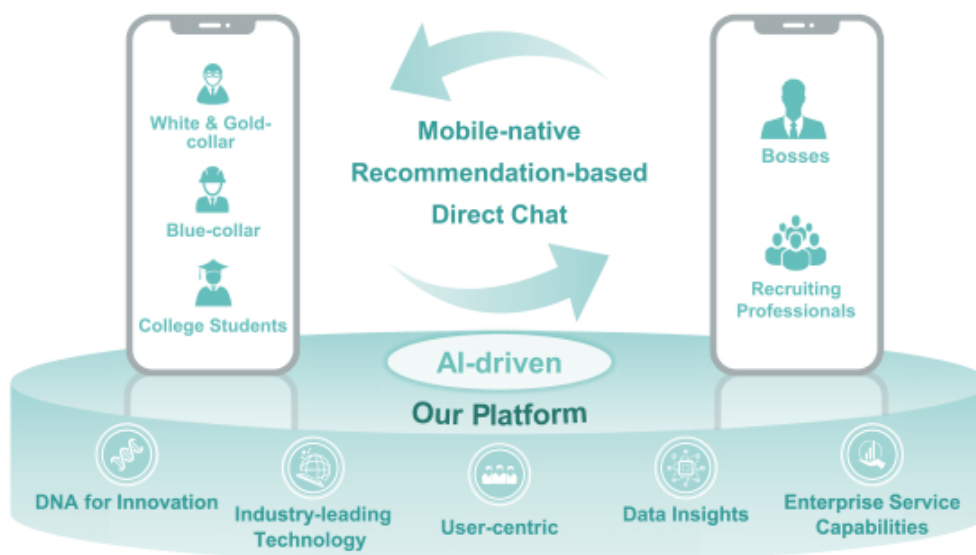 White & Gold-
collar
Blue-collar
College Students
Mobile-native
Recommendation-based
Direct Chat
Bosses
Recruiting
Professionals
AI-driven
Our Platform
DNA for Innovation
Industry-leading
Technology
User-centric
Data Insights
Enterprise Service
Capabilities